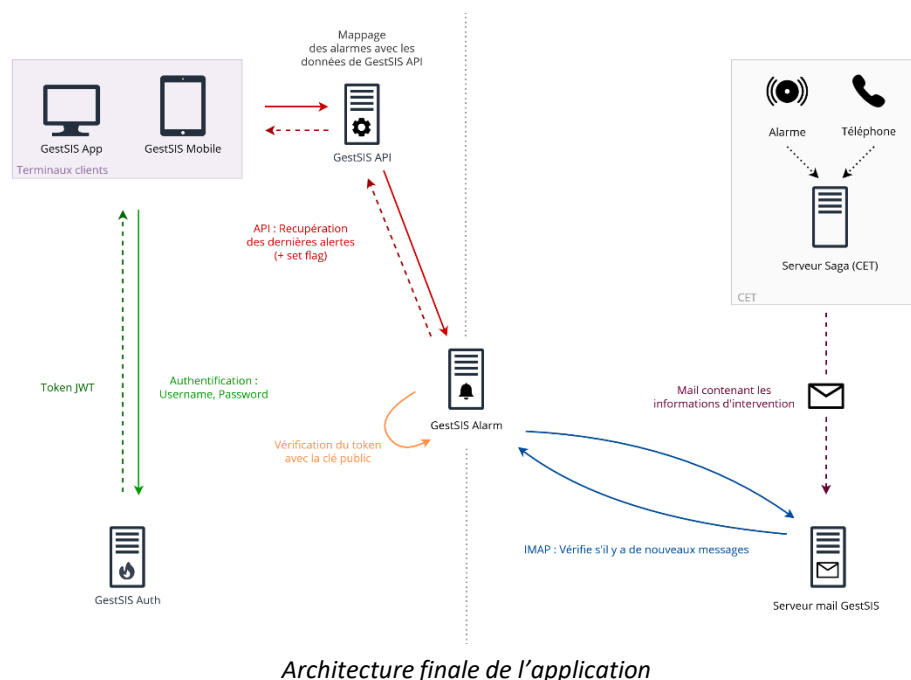 Mappage
des alarmes avec les
données de GestSIS API
GestSIS App
GestSIS Mobile
Terminaux clients
GestSIS API
Alarme
Téléphone
Serveur Saga (CET)
CET
API : Recupération
des dernières alertes
(+ set flag)
Token JWT
Authentification :
Username, Password
Mail contenant les
informations d'intervention
GestSIS Alarm
Vérification du token
avec la clé public
IMAP : Vérifie s'il y a de nouveaux messages
GestSIS Auth
Serveur mail GestSIS
Architecture finale de l’application